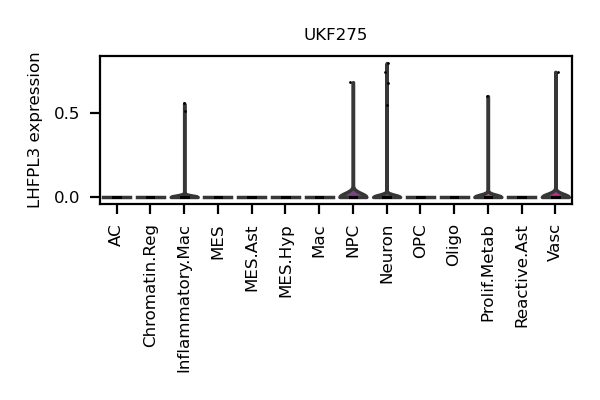 UKF275
LHFPL3 expression
0.5
0.0
AC
Chromatin.Reg
Inflammatory.Mac
MES
MES.Ast
MES.Hyp
Mac
NPC
Neuron
OPC
Oligo
Prolif.Metab
Reactive.Ast
Vasc